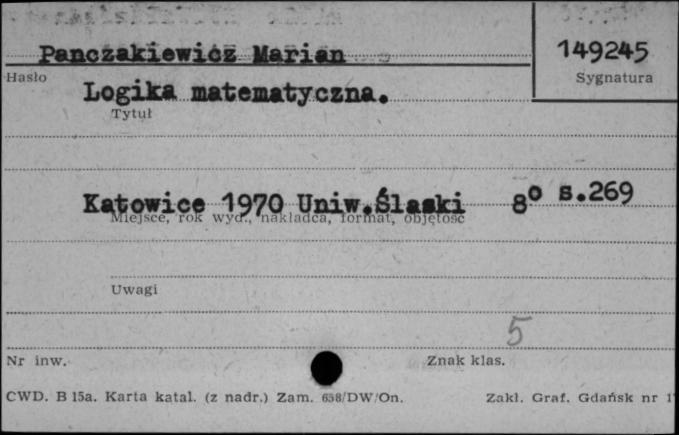 Panczakiewicz Marian
149245
Hasło
Sygnatura
Logika matematyczna.
Tytuł
Katowice 1970 Uniw.Śląski 8º s.269
Miejsce, rok wyd., nakładca, format, objętość
Uwagi
5
Nr inw.
Znak klas.
CWD. B 15a. Karta katal. (z nadr.) Zam. 658/DW/On.
Zakł. Graf. Gdańsk nr 1